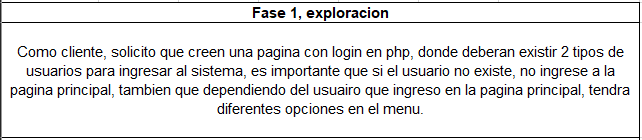 Fase 1, exploracion
Como cliente, solicito que creen una pagina con login en php, donde deberan existir 2 tipos de
usuarios para ingresar al sistema, es importante que si el usuario no existe, no ingrese a la
pagina principal, tambien que dependiendo del usuairo que ingreso en la pagina principal, tendra
diferentes opciones en el menu.